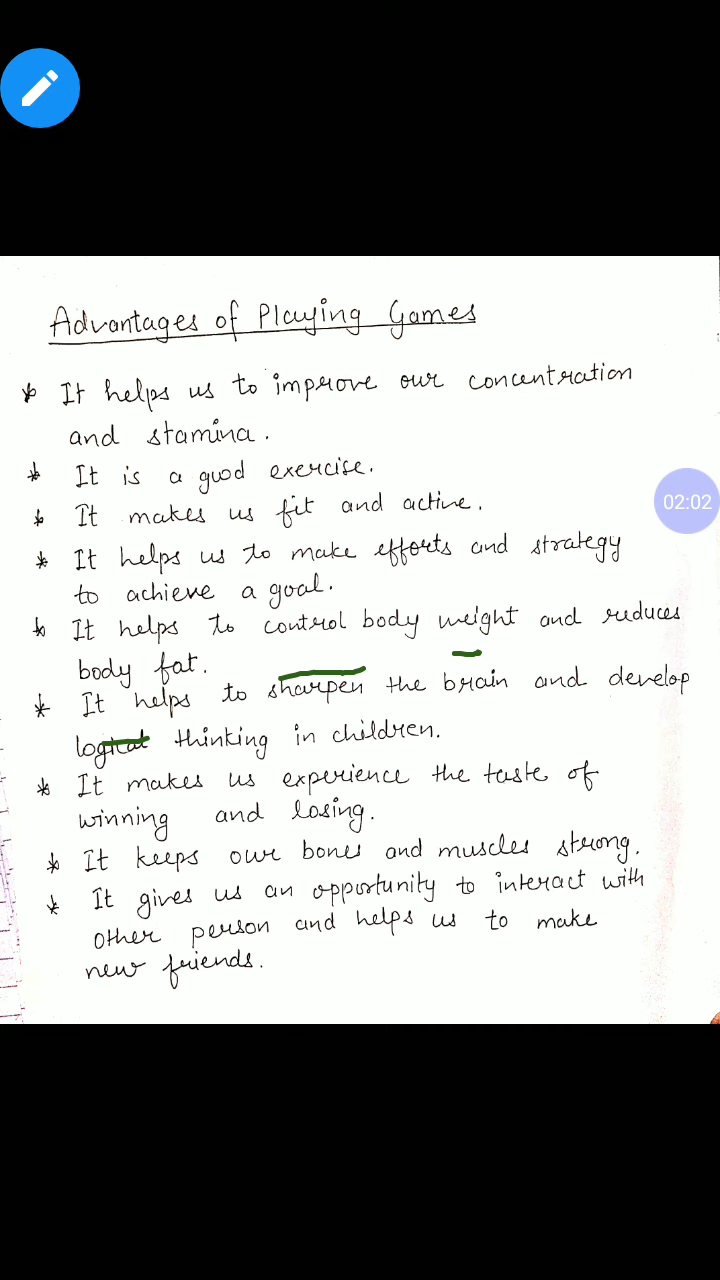 Advantages of Playing Games
* It helps us to improve our concentration
and stamina.
* It is a good exercise.
* It makes us fit and active.
02:02
* It helps us to make efforts and strategy
to achieve a goal.
* It helps to control body weight and reduces
body fat.
* It helps to sharpen the brain and develop
logical thinking in children.
* It makes us experience the taste of
winning and losing.
* It keeps our bones and muscles strong.
* It gives us an opportunity to interact with
other person and helps us to make
new friends.